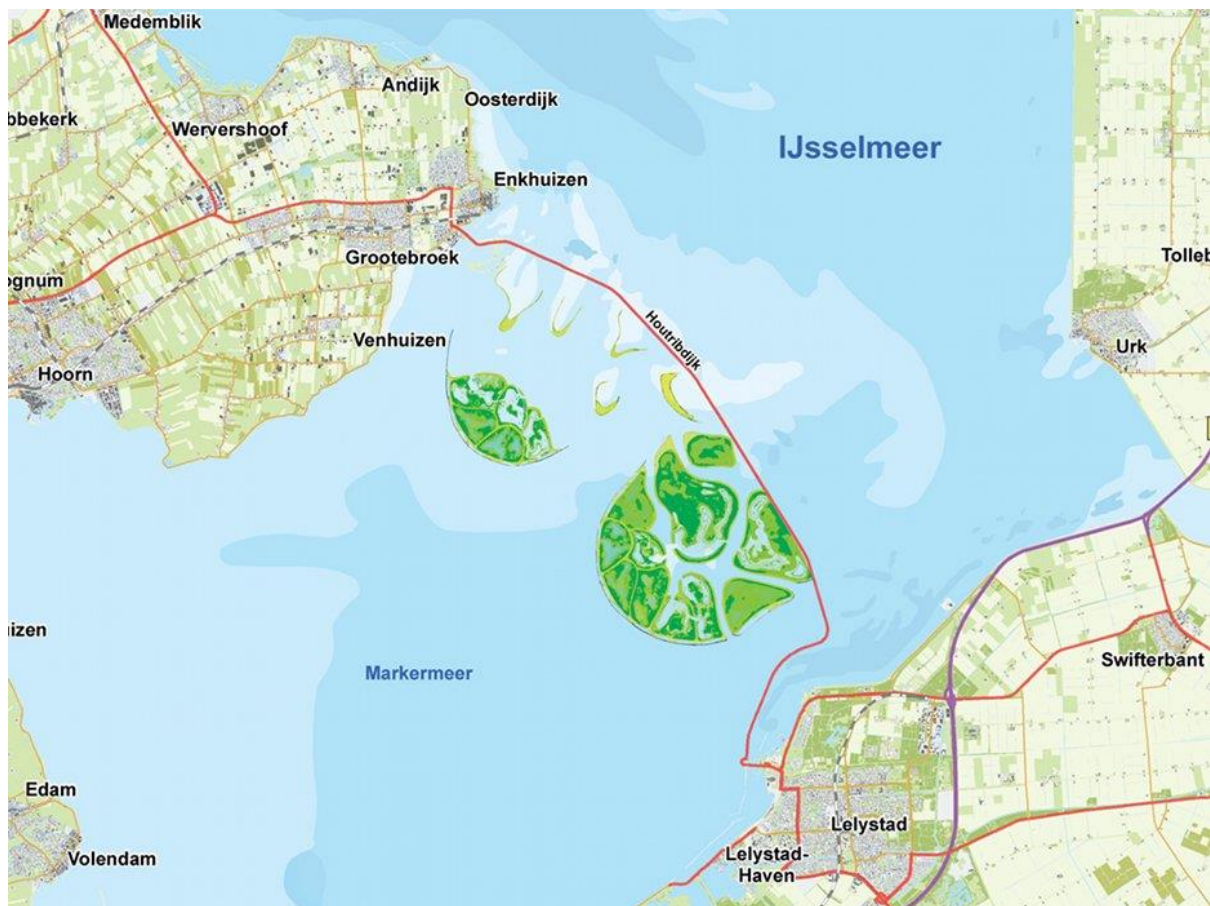 Medemblik
Andijk
Oosterdijk
bbekerk
Wervershoof
IJsselmeer
Enkhuizen
Grootebroek
Tolleb
ognum
Houtribdijk
Venhuizen
Urk
Hoorn
izen
Swifterbant
Markermeer
Edam
Lelystad
Volendam
Lelystad-
Haven